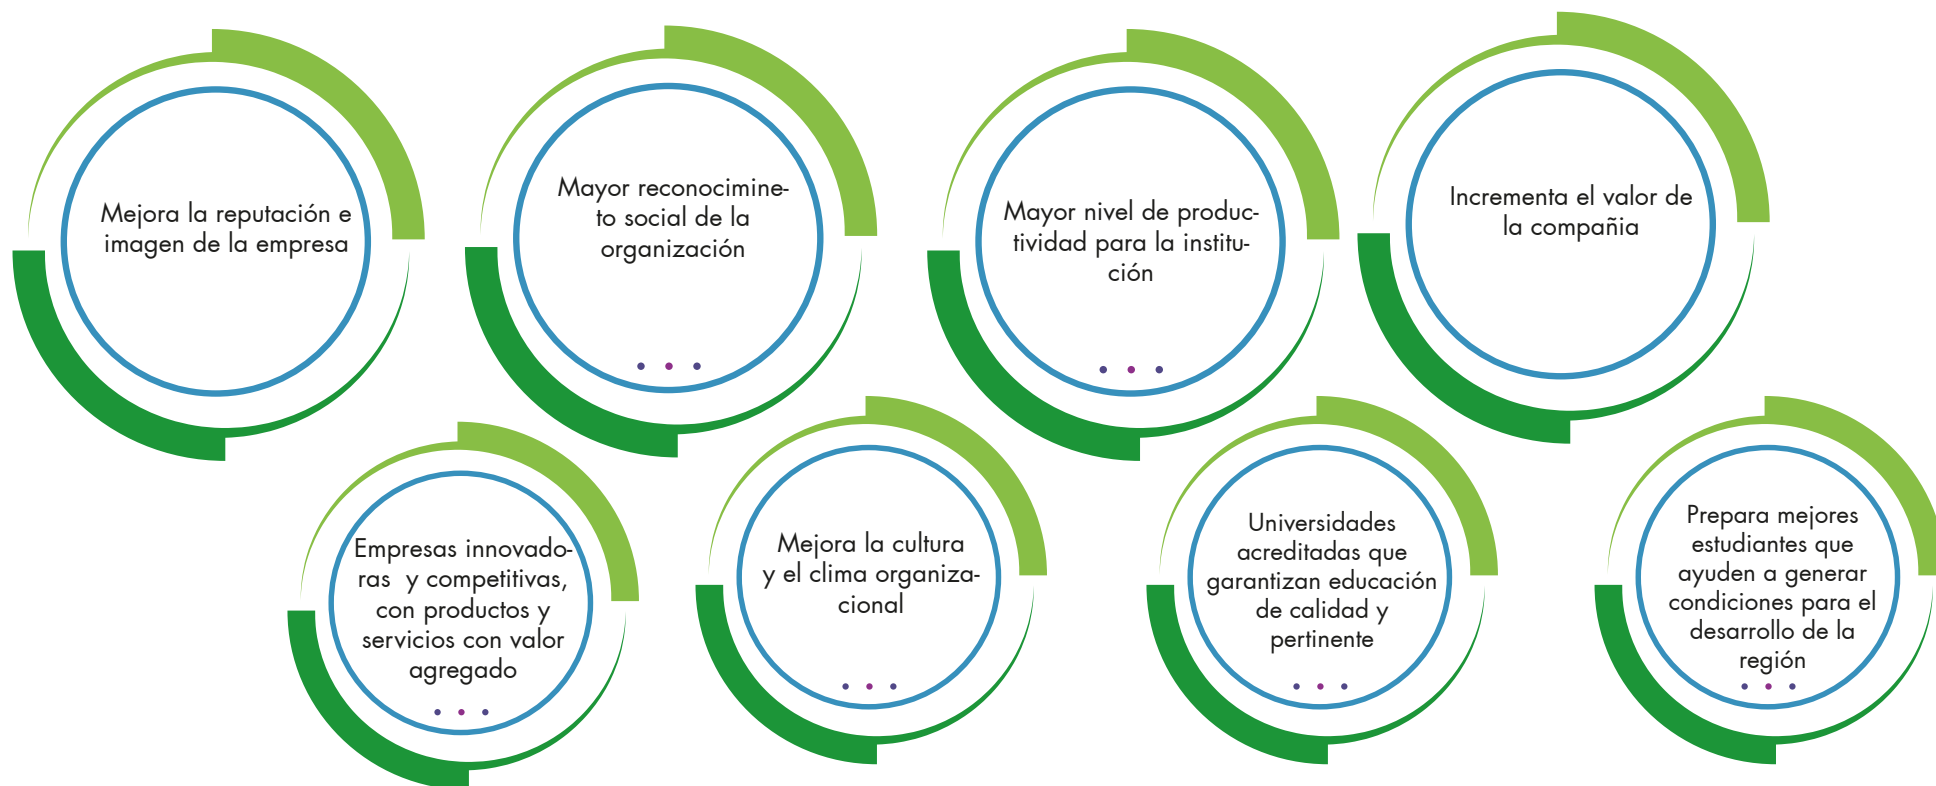 Mejora la reputación e
imagen de la empresa
Mayor reconocimine-
to social de la
organización
Mayor nivel de produc-
tividad para la institu-
ción
Incrementa el valor de
la compañia
Empresas innovado-
ras  y competitivas,
con productos y
servicios con valor
agregado
Mejora la cultura
y el clima organiza-
cional
Universidades
acreditadas que
garantizan educación
de calidad y
pertinente
Prepara mejores
estudiantes que
ayuden a generar
condiciones para el
desarrollo de la
región